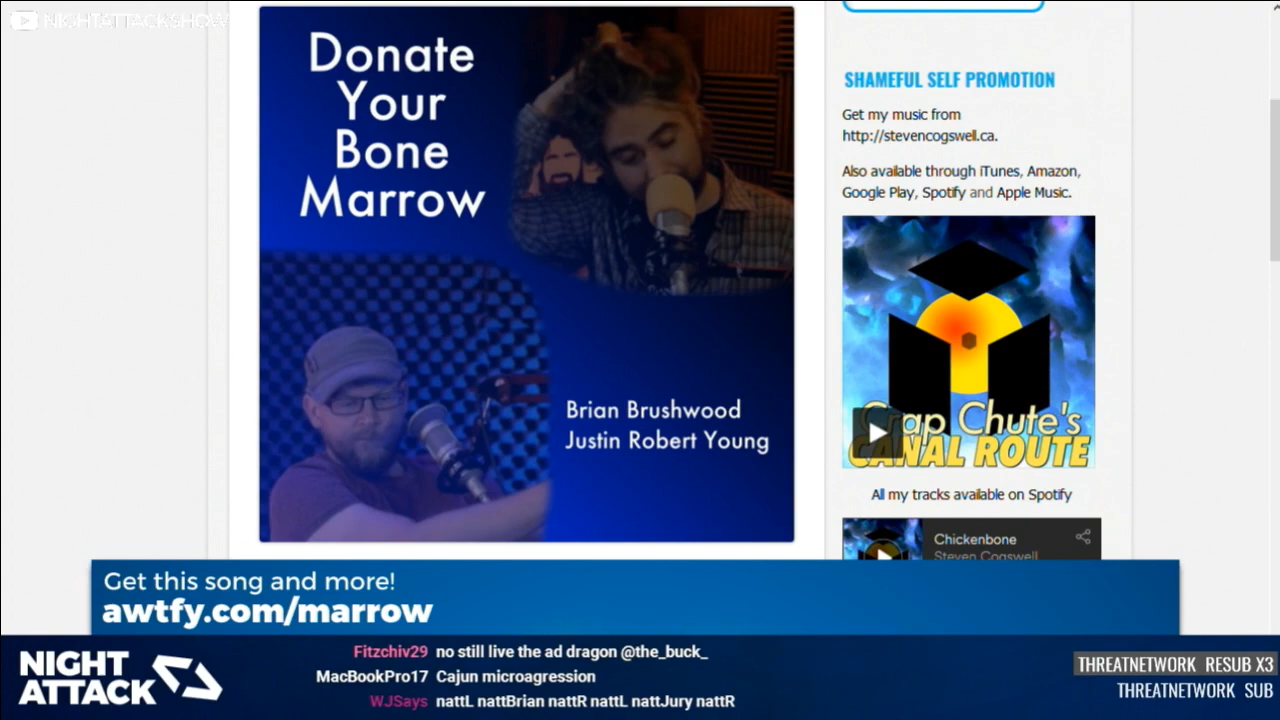 NIGHTATTACKSHOW
Donate
Your
Bone
Marrow
Brian Brushwood
Justin Robert Young
SHAMEFUL SELF PROMOTION
Get my music from
http://stevencogswell.ca.
Also available through iTunes, Amazon,
Google Play, Spotify and Apple Music.
Crap Chute's
CANAL ROUTE
All my tracks available on Spotify
Chickenbone
Steven Cogswell
Get this song and more!
awtfy.com/marrow
NIGHT
ATTACK
Fitzchiv29 no still live the ad dragon @the_buck_
MacBookPro17 Cajun microagression
WJSays nattL nattBrian nattR nattL nattJury nattR
THREATNETWORK RESUB X3
THREATNETWORK SUB